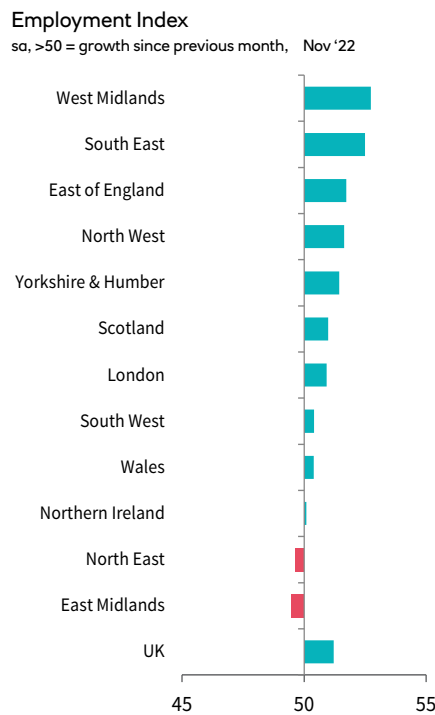 Employment Index
sa, >50 = growth since previous month, Nov ‘22
West Midlands
South East
East of England
North West
Yorkshire & Humber
Scotland
London
South West
Wales
Northern Ireland
North East
East Midlands
UK
45 50 55